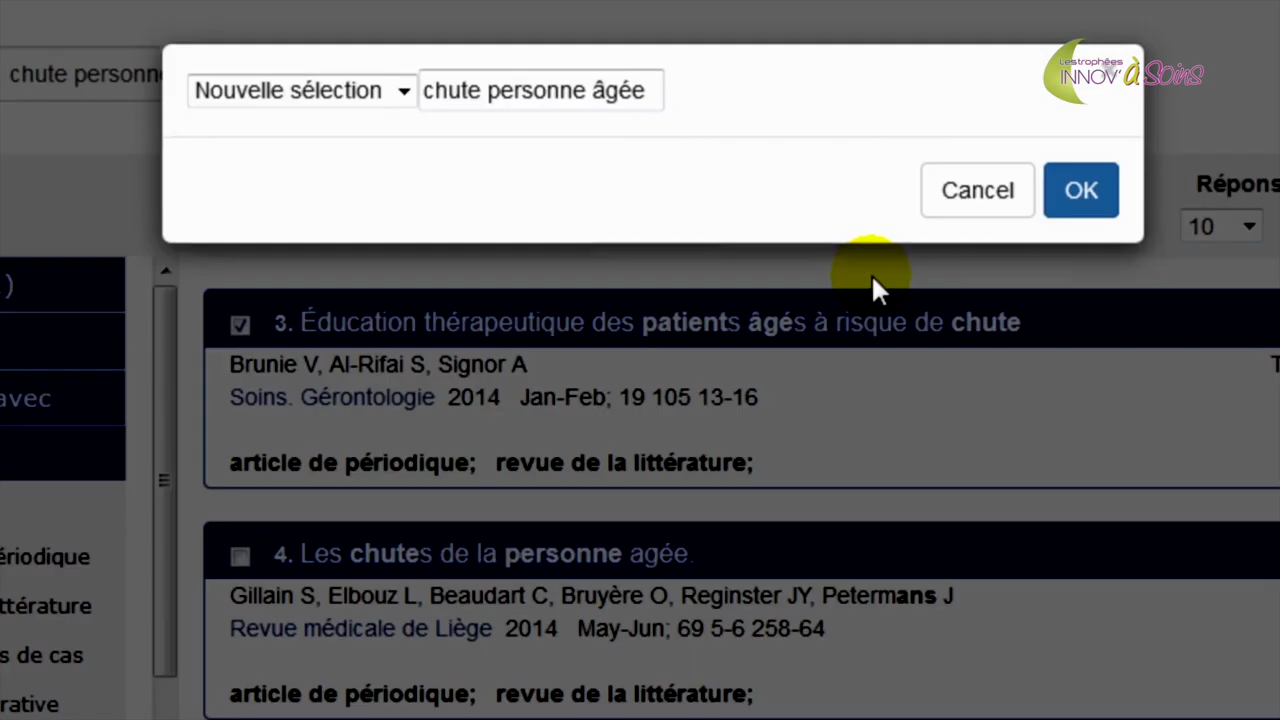 Lestrophées
INNOV' à Soins
chute personn
Nouvelle sélection
chute personne âgée
Cancel
OK
Répons
10
)
avec
ériodique
ttérature
s de cas
rative
3. Éducation thérapeutique des patients âgés à risque de chute
Brunie V, Al-Rifai S, Signor A
T
Soins. Gérontologie 2014 Jan-Feb; 19 105 13-16
article de périodique; revue de la littérature;
4. Les chutes de la personne agée.
Gillain S, Elbouz L, Beaudart C, Bruyère O, Reginster JY, Petermans J
Revue médicale de Liège 2014 May-Jun; 69 5-6 258-64
article de périodique; revue de la littérature;